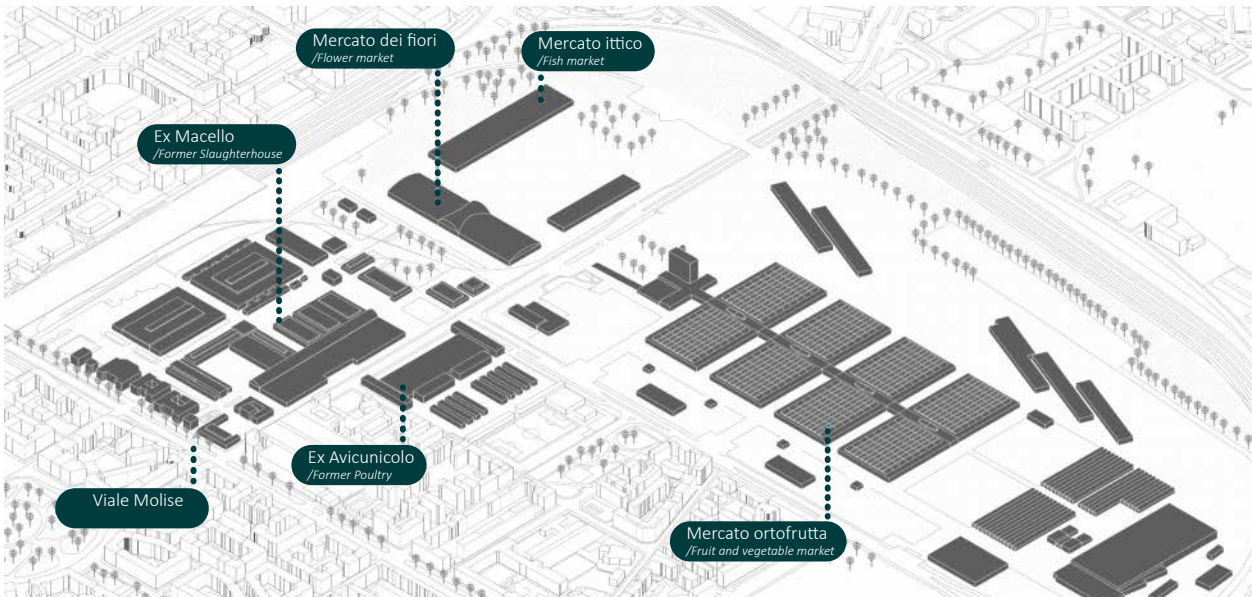 Mercato dei fiori
/Flower market
Mercato ittico
/Fish market
Ex Macello
/Former Slaughterhouse
Ex Avicunicolo
/Former Poultry
Viale Molise
Mercato ortofrutta
/Fruit and vegetable market